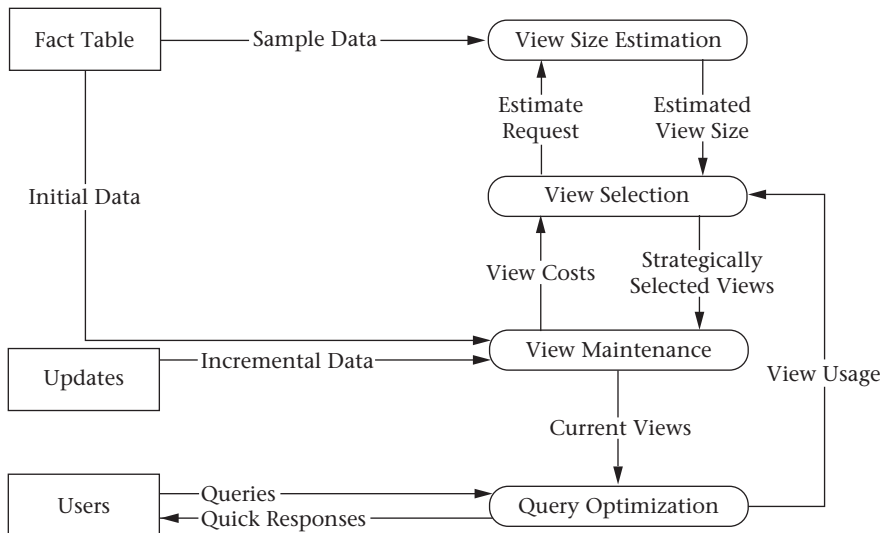 Fact Table
Sample Data
View Size Estimation
Estimate
Request
Estimated
View Size
Initial Data
View Selection
View Costs
Strategically
Selected Views
Updates
Incremental Data
View Maintenance
View Usage
Current Views
Users
Queries
Quick Responses
Query Optimization